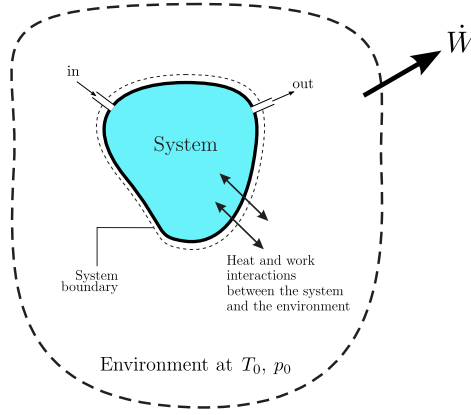 Ẇ
in
out
System
System
boundary
Heat and work
interactions
between the system
and the environment
Environment at T₀, p₀